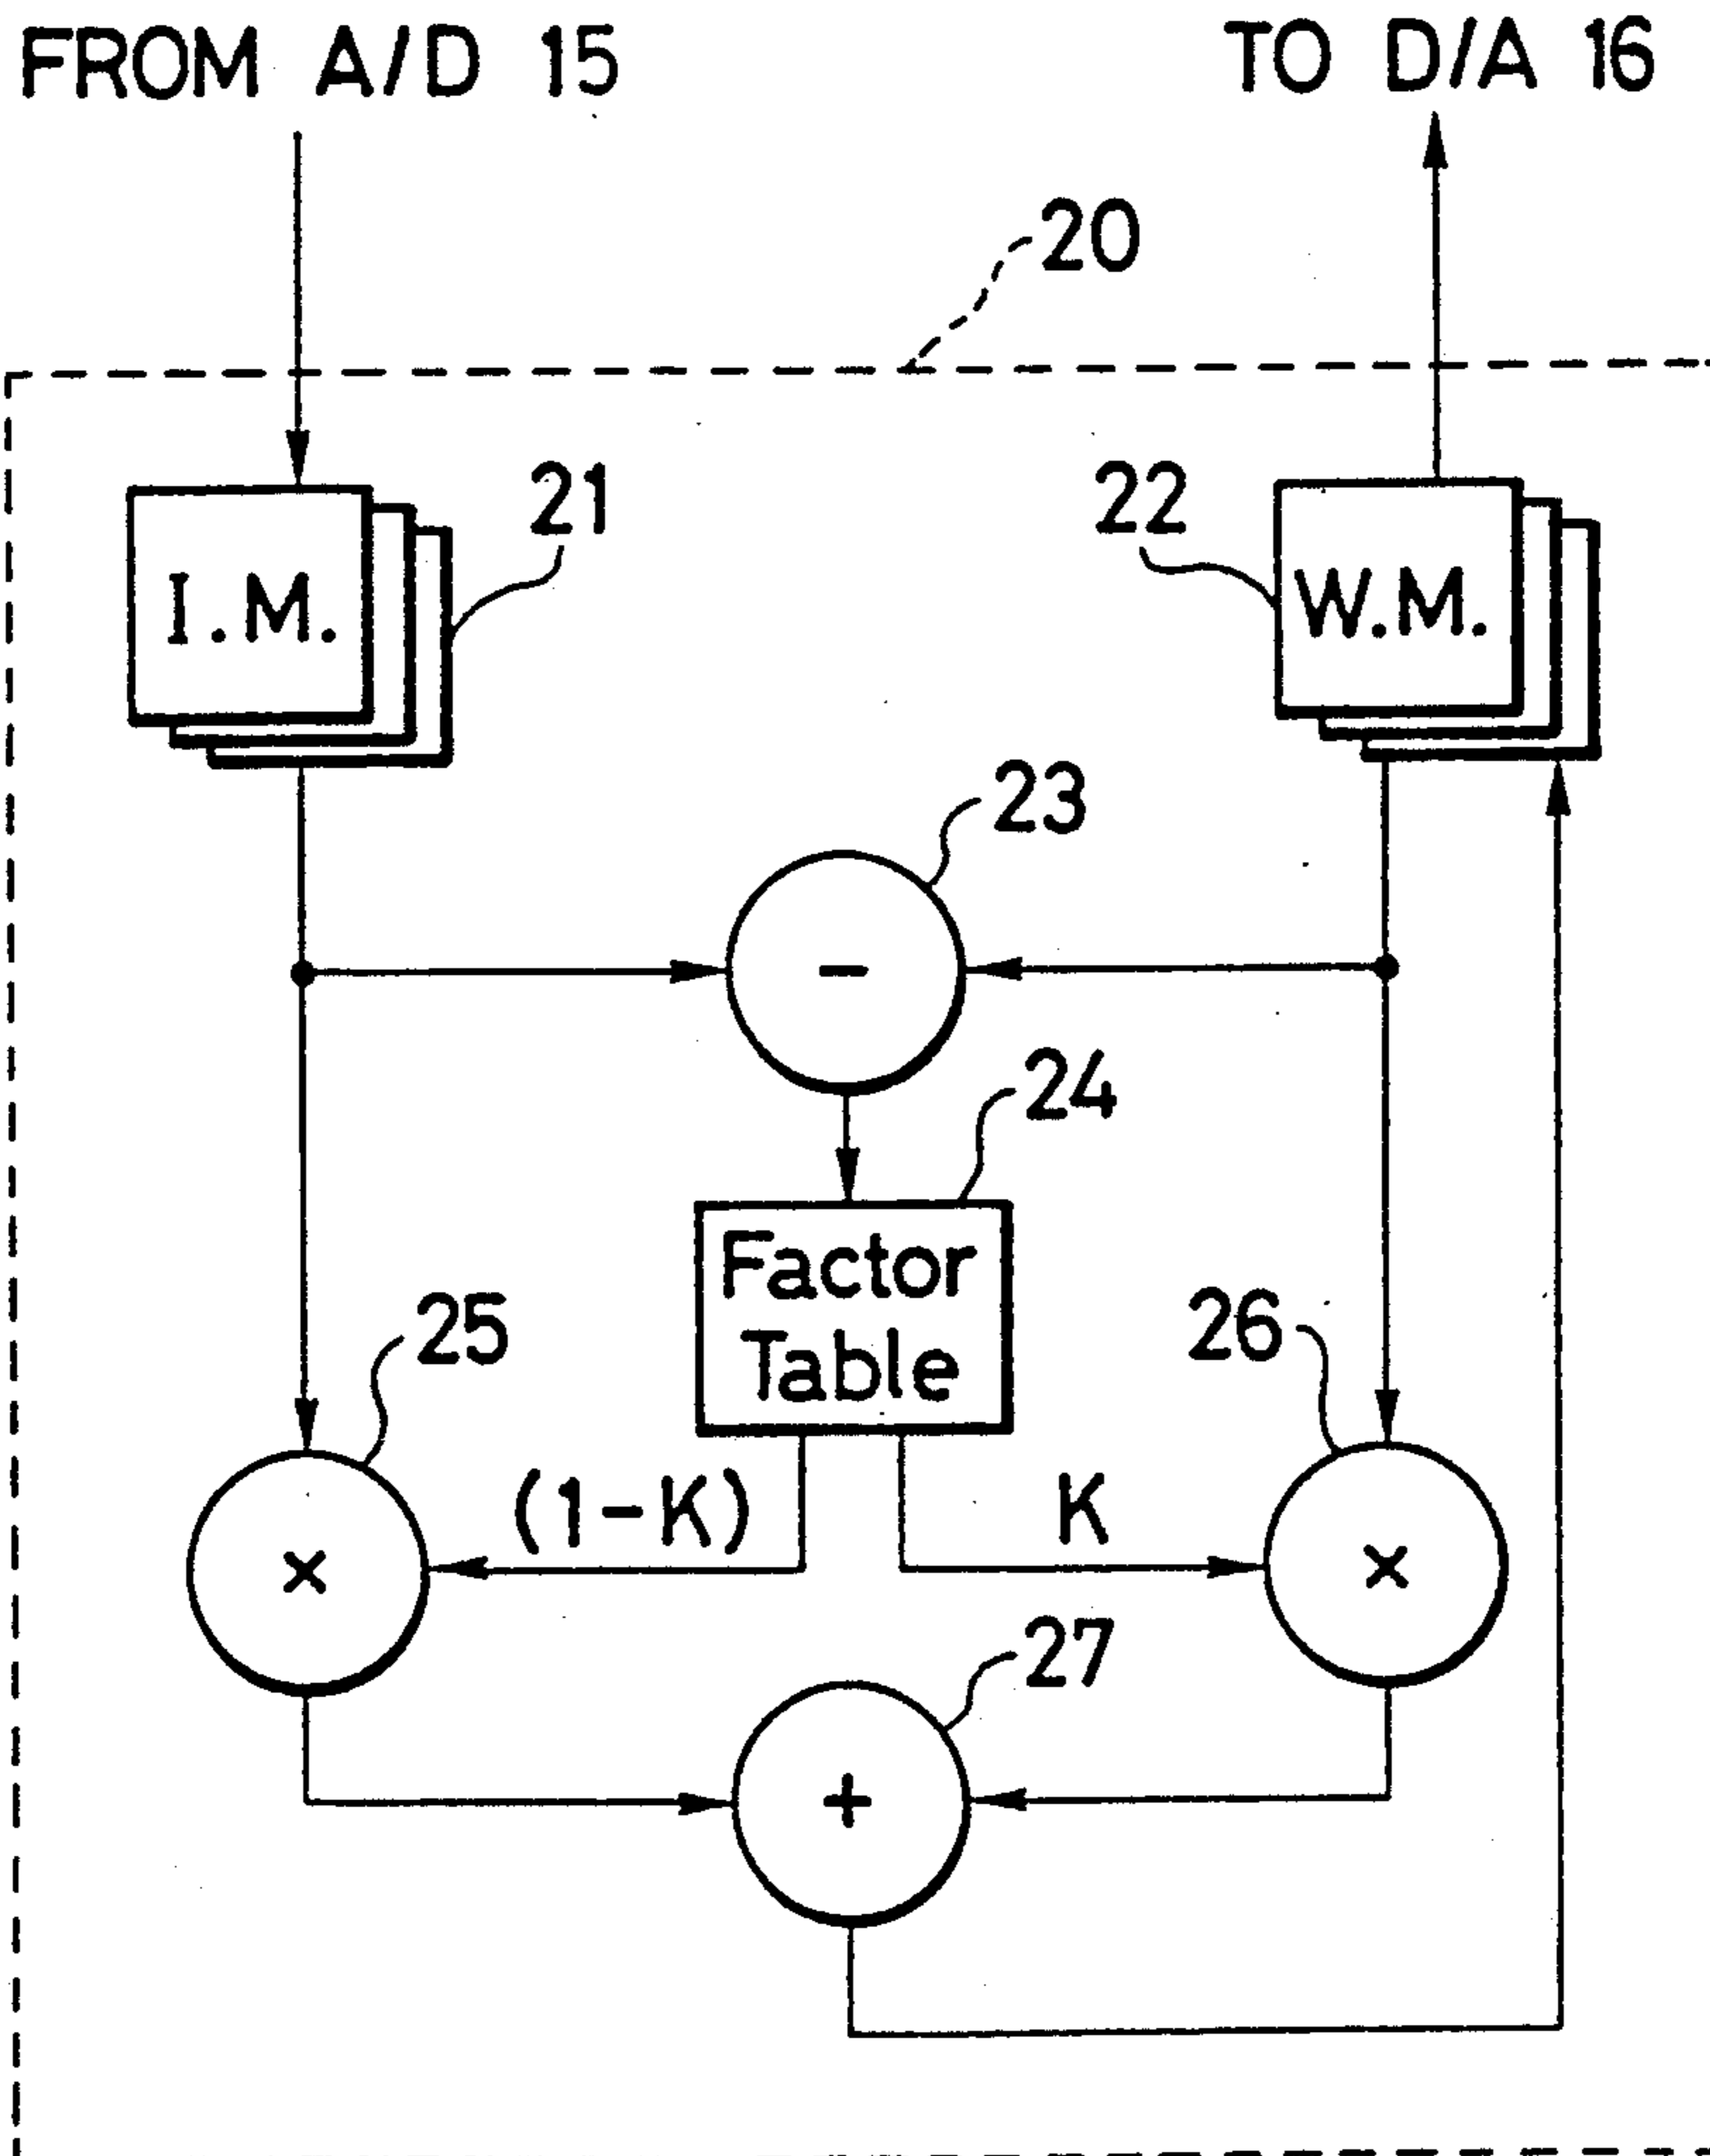 FROM A/D 15
TO D/A 16
20
21
22
I.M.
W.M.
23
-
24
Factor
Table
25
26
(1-K)
K
×
×
27
+